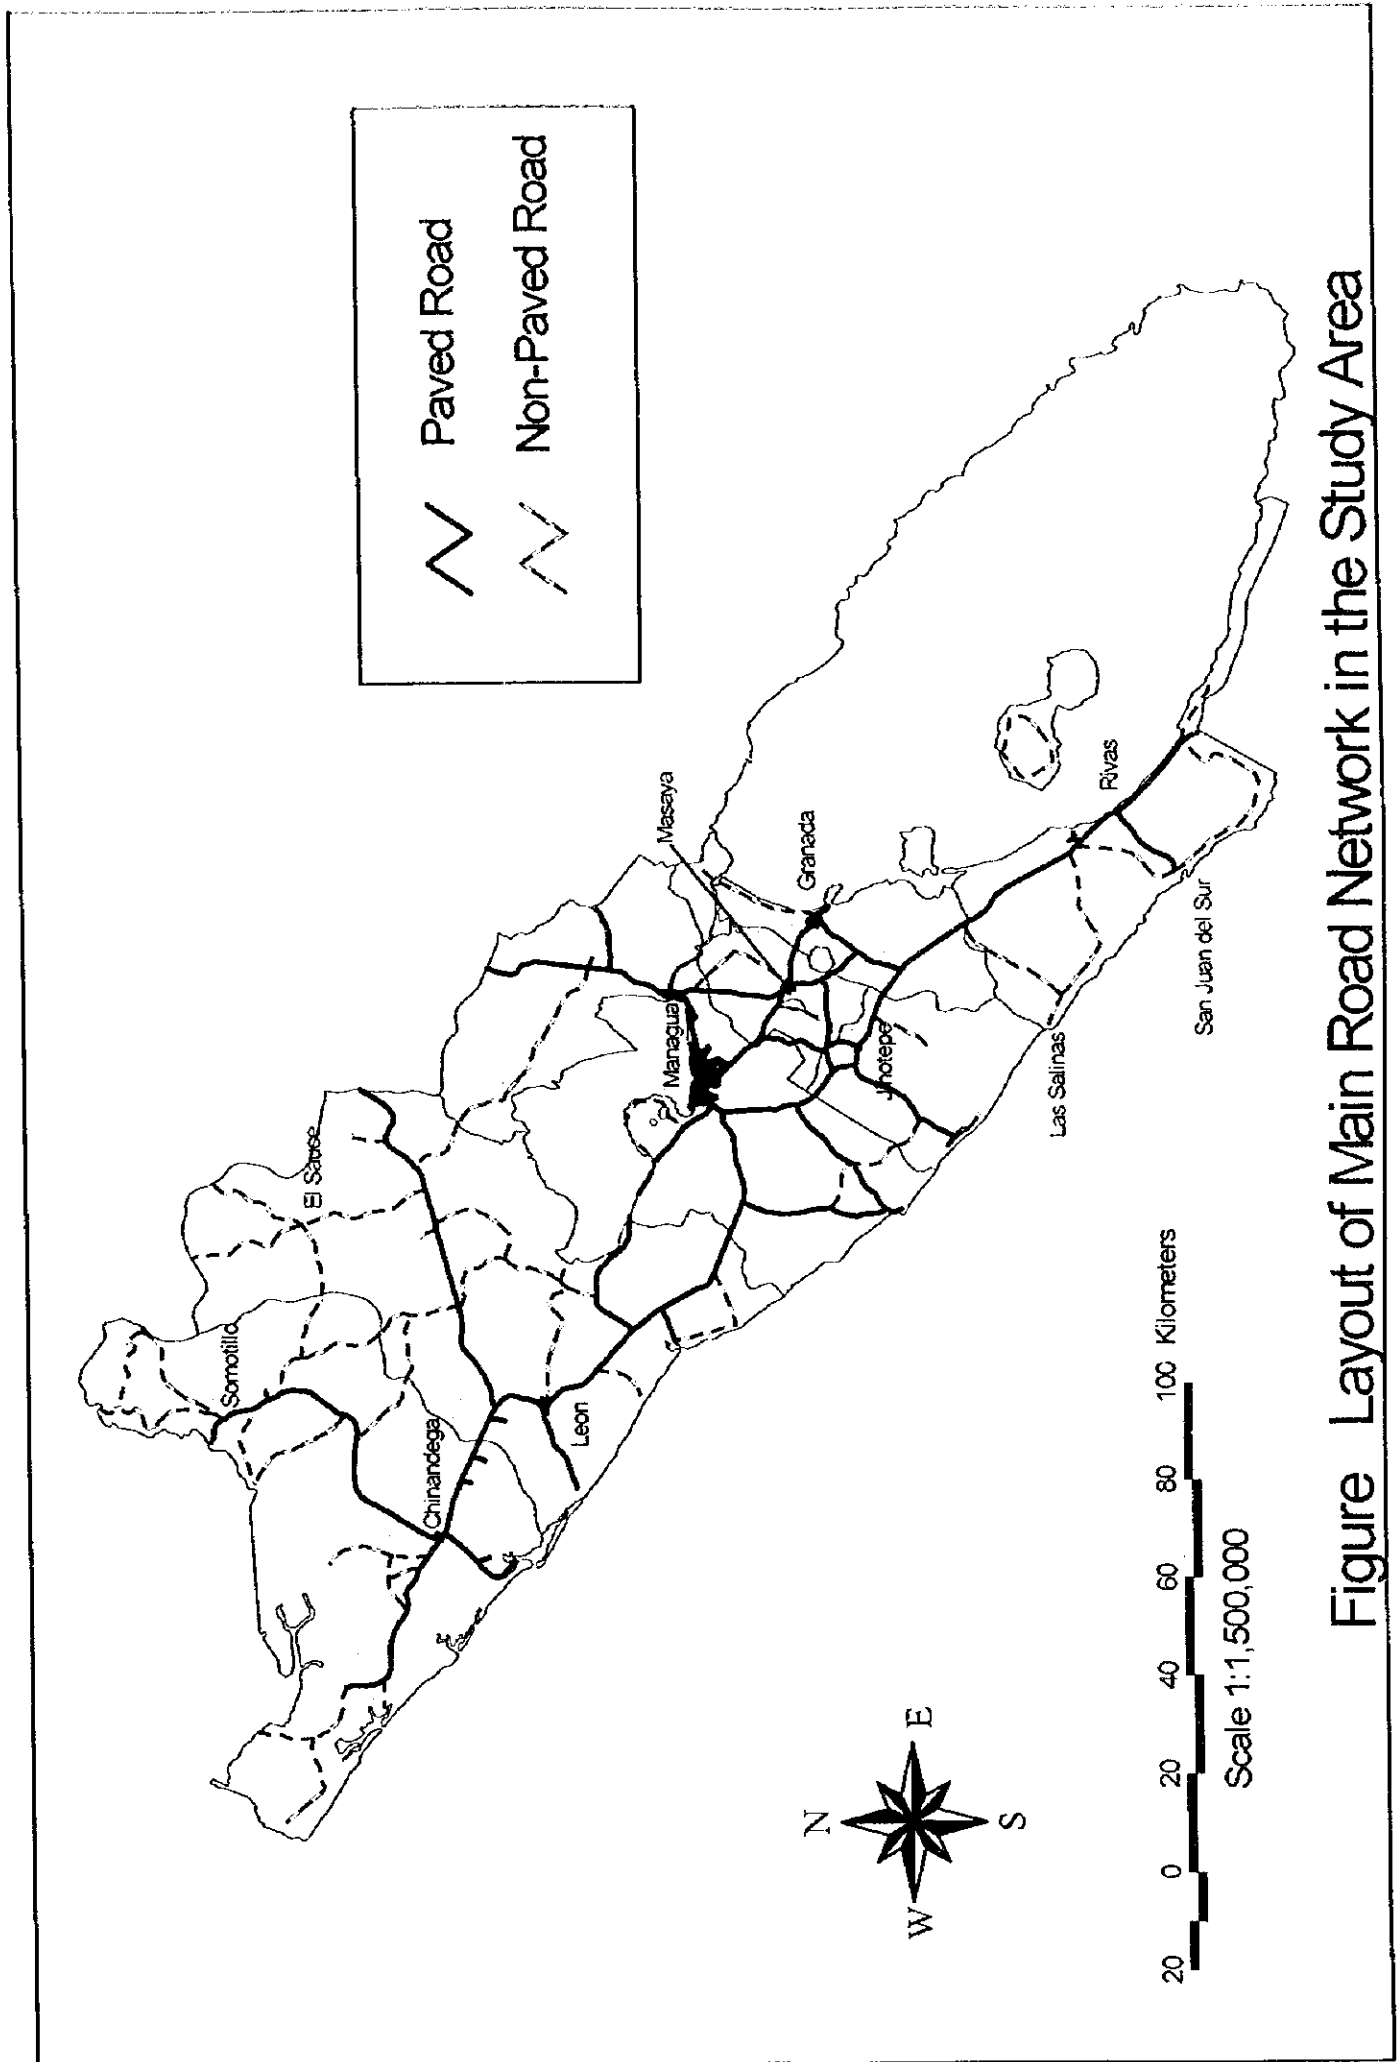 Paved Road
Non-Paved Road
Somotillo
El Sause
Chinandega
Leon
Managua
Masaya
Granada
Jinotepe
Rivas
Las Salinas
San Juan del Sur
N
W E
S
20 0 20 40 60 80 100 Kilometers
Scale 1:1,500,000
Figure Layout of Main Road Network in the Study Area